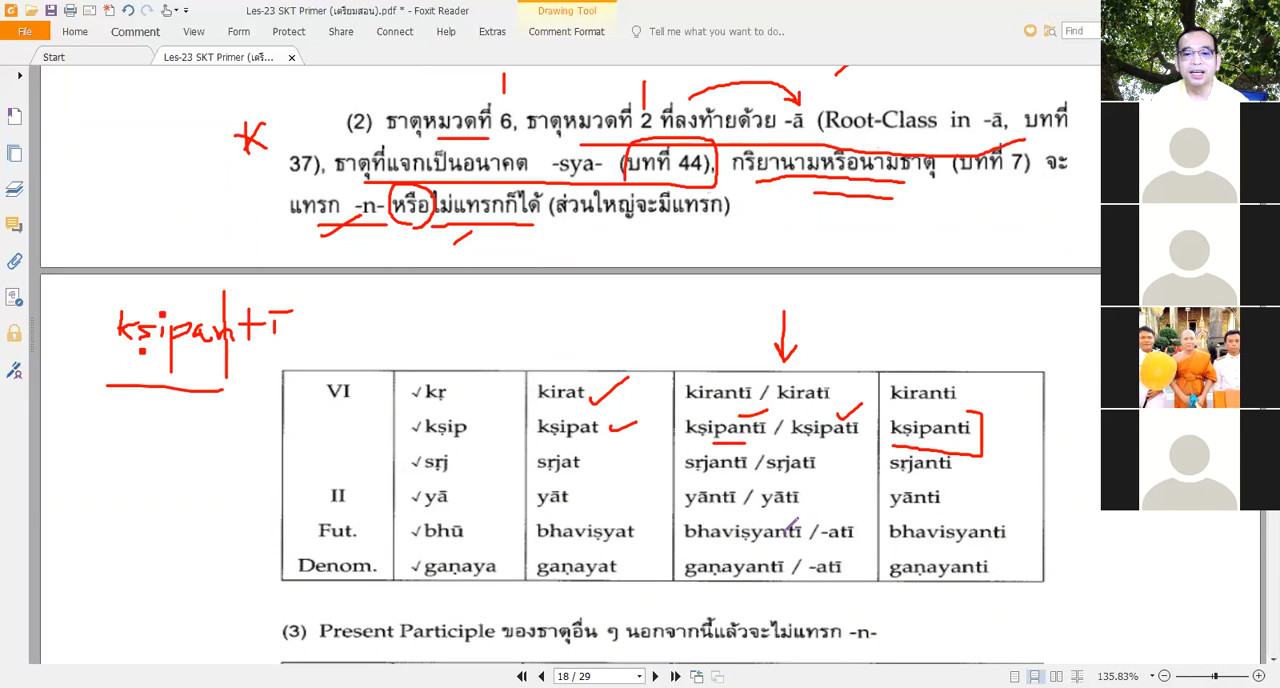 Les-23 SKT Primer (เตรียมสอน).pdf * - Foxit Reader
Drawing Tool
File Home Comment View Form Protect Share Connect Help Extras Comment Format Tell me what you want to do.. Find
Start Les-23 SKT Primer (เตรี... ×
K
(2) ธาตุหมวดที่ 6, ธาตุหมวดที่ 2 ที่ลงท้ายด้วย -ā (Root-Class in -ā, บทที่
37), ธาตุที่แจกเป็นอนาคต -sya- (บทที่ 44), กริยานามหรือนามธาตุ (บทที่ 7) จะ
แทรก -n- หรือไม่แทรกก็ได้ (ส่วนใหญ่จะมีแทรก)
kṣipantī
VI √kṛ kirat kirantī / kiratī kiranti
√kṣip kṣipat kṣipantī / kṣipatī kṣipanti
√sṛj sṛjat sṛjantī /sṛjatī sṛjanti
II √yā yāt yāntī / yātī yānti
Fut. √bhū bhaviṣyat bhaviṣyantī /-atī bhavisyanti
Denom. √gaṇaya gaṇayat gaṇayantī / -atī gaṇayanti
(3) Present Participle ของธาตุอื่น ๆ นอกจากนี้แล้วจะไม่แทรก -n-
18 / 29
135.83%